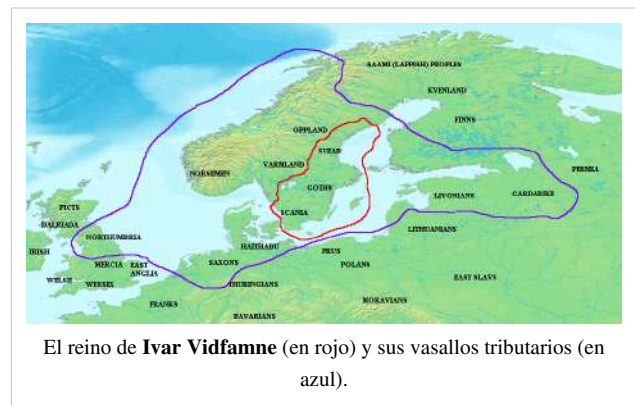 SAAMI (LAPPISH) PEOPLES
KVENLAND
FINNS
OPPLAND
SVEAR
VARMLAND
NORSEMEN
PERMIA
GOTHS
LIVONIANS
GARDARIKE
PICTS
SCANIA
DALRIADA
LITHUANIANS
NORTHUMBRIA
HAITHABU
IRISH
PRUS
MERCIA
EAST
ANGLIA
SAXONS
POLANS
WELSH
WESSEX
THURINGIANS
EAST SLAVS
FRANKS
MORAVIANS
BAVARIANS
El reino de Ivar Vidfamne (en rojo) y sus vasallos tributarios (en
azul).